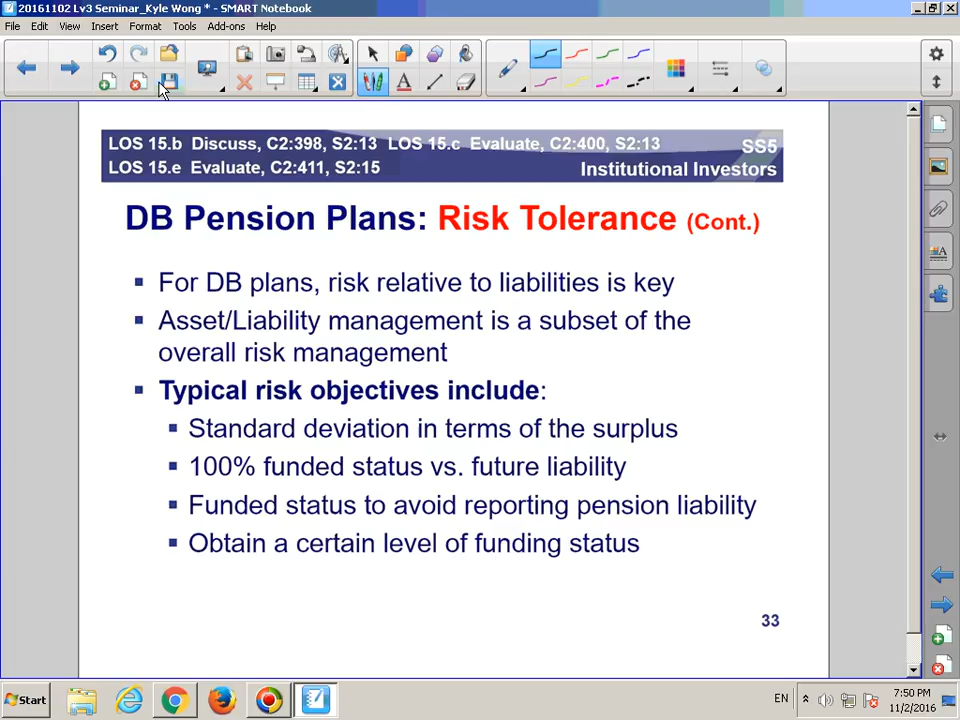 20161102 Lv3 Seminar_Kyle Wong * - SMART Notebook
File Edit View Insert Format Tools Add-ons Help
LOS 15.b Discuss, C2:398, S2:13 LOS 15.c Evaluate, C2:400, S2:13 SS5
LOS 15.e Evaluate, C2:411, S2:15 Institutional Investors
DB Pension Plans: Risk Tolerance (Cont.)
For DB plans, risk relative to liabilities is key
Asset/Liability management is a subset of the
overall risk management
Typical risk objectives include:
Standard deviation in terms of the surplus
100% funded status vs. future liability
Funded status to avoid reporting pension liability
Obtain a certain level of funding status
33
Start
EN
7:50 PM
11/2/2016